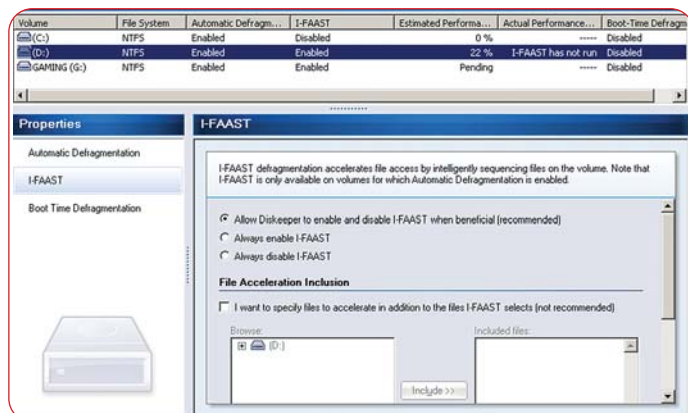 Volume File System Automatic Defragm... I-FAAST Estimated Performa... Actual Performance... Boot-Time Defragm
(C:) NTFS Enabled Disabled 0 % ----- Disabled
(D:) NTFS Enabled Enabled 22 % I-FAAST has not run Disabled
GAMING (G:) NTFS Enabled Enabled Pending ----- Disabled
Properties
Automatic Defragmentation
I-FAAST
Boot Time Defragmentation
I-FAAST
I-FAAST defragmentation accelerates file access by intelligently sequencing files on the volume. Note that
I-FAAST is only available on volumes for which Automatic Defragmentation is enabled.
Allow Diskeeper to enable and disable I-FAAST when beneficial (recommended)
Always enable I-FAAST
Always disable I-FAAST
File Acceleration Inclusion
I want to specify files to accelerate in addition to the files I-FAAST selects (not recommended)
Browse: Included files:
(D:)
Include >>